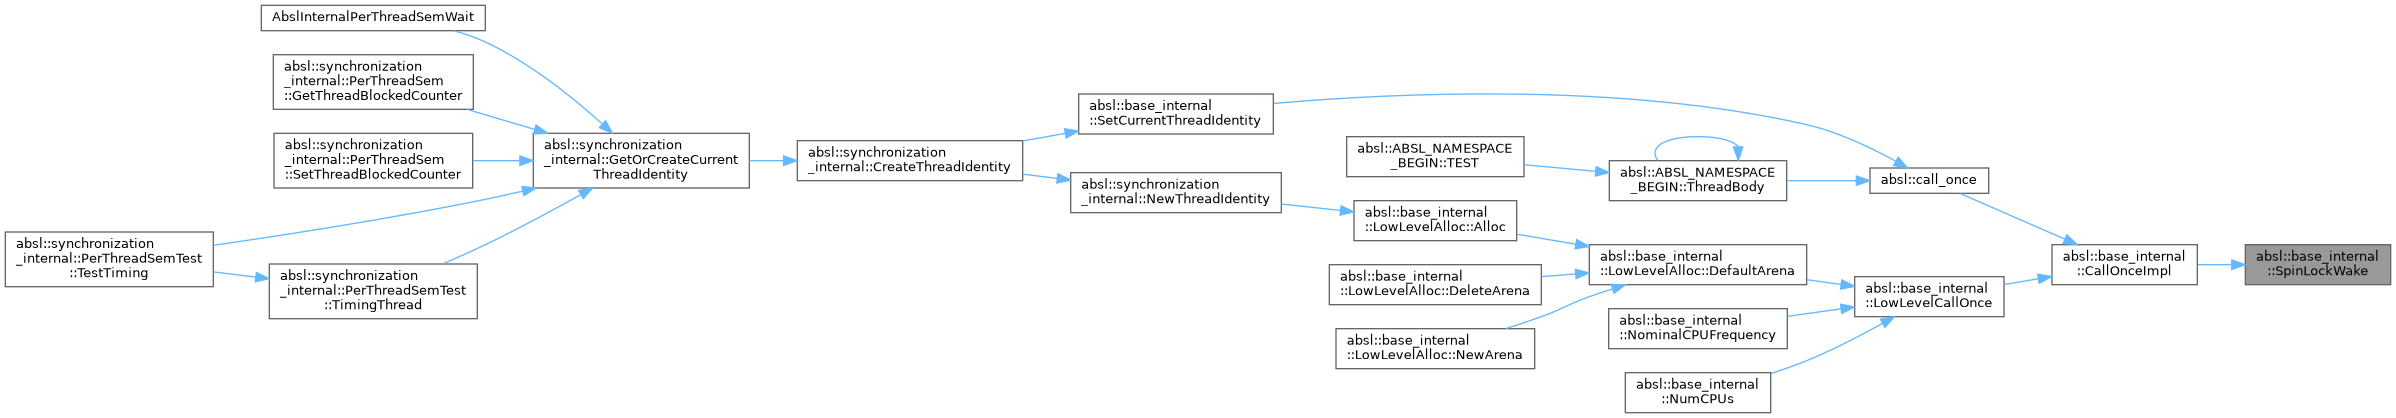 AbslInternalPerThreadSemWait
absl::synchronization
_internal::PerThreadSem
::GetThreadBlockedCounter
absl::synchronization
_internal::PerThreadSem
::SetThreadBlockedCounter
absl::synchronization
_internal::PerThreadSemTest
::TestTiming
absl::synchronization
_internal::PerThreadSemTest
::TimingThread
absl::synchronization
_internal::GetOrCreateCurrent
ThreadIdentity
absl::synchronization
_internal::CreateThreadIdentity
absl::base_internal
::SetCurrentThreadIdentity
absl::synchronization
_internal::NewThreadIdentity
absl::ABSL_NAMESPACE
_BEGIN::TEST
absl::base_internal
::LowLevelAlloc::Alloc
absl::base_internal
::LowLevelAlloc::DeleteArena
absl::base_internal
::LowLevelAlloc::NewArena
absl::ABSL_NAMESPACE
_BEGIN::ThreadBody
absl::base_internal
::LowLevelAlloc::DefaultArena
absl::base_internal
::NominalCPUFrequency
absl::base_internal
::NumCPUs
absl::call_once
absl::base_internal
::LowLevelCallOnce
absl::base_internal
::CallOnceImpl
absl::base_internal
::SpinLockWake